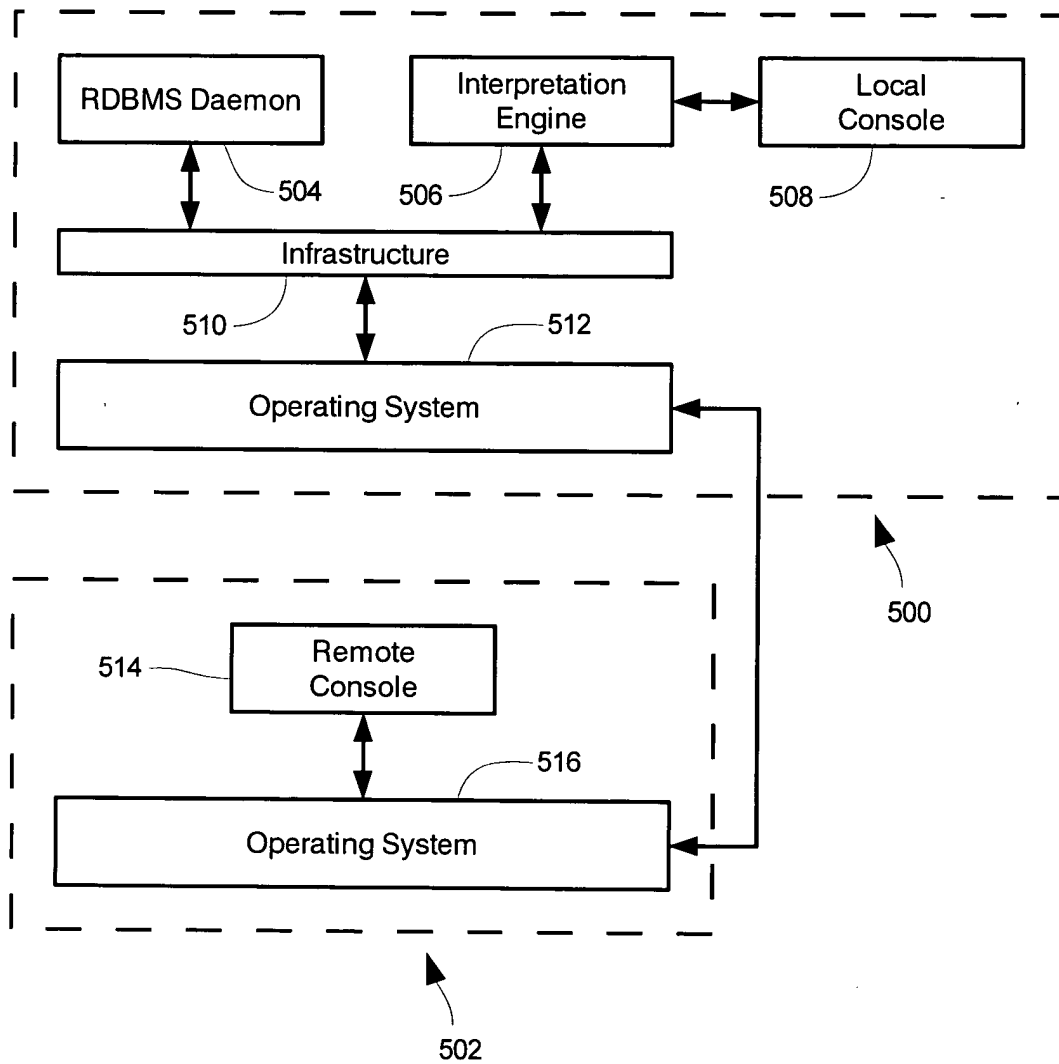 RDBMS Daemon
Interpretation
Engine
Local
Console
504
506
508
Infrastructure
510
512
Operating System
500
514
Remote
Console
516
Operating System
502